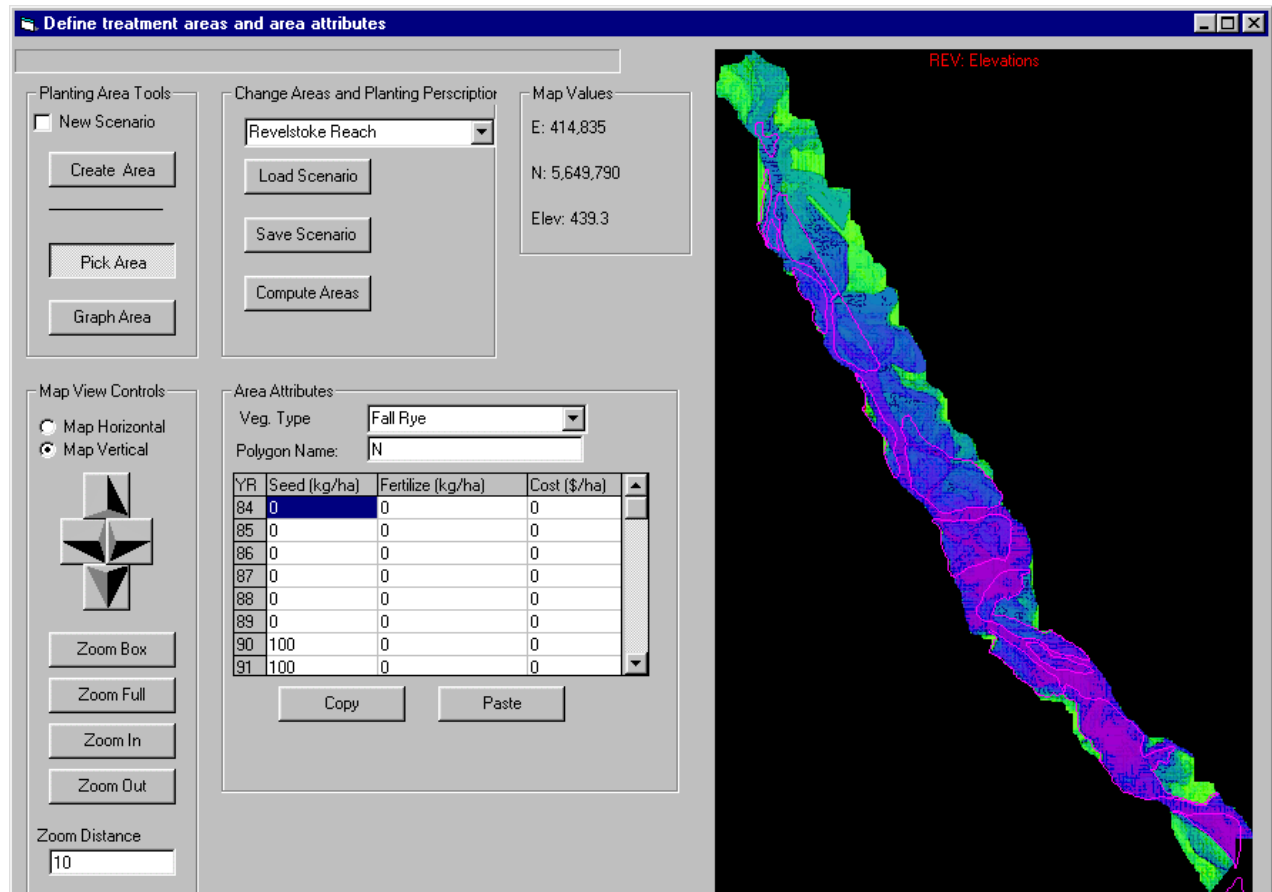 Define treatment areas and area attributes
REV: Elevations
Planting Area Tools
New Scenario
Create Area
Pick Area
Graph Area
Change Areas and Planting Perscription
Revelstoke Reach
Load Scenario
Save Scenario
Compute Areas
Map Values
E: 414,835
N: 5,649,790
Elev: 439.3
Map View Controls
Map Horizontal
Map Vertical
Zoom Box
Zoom Full
Zoom In
Zoom Out
Zoom Distance
10
Area Attributes
Veg. Type Fall Rye
Polygon Name: N
YR Seed (kg/ha) Fertilize (kg/ha) Cost ($/ha)
84 0 0 0
85 0 0 0
86 0 0 0
87 0 0 0
88 0 0 0
89 0 0 0
90 100 0 0
91 100 0 0
Copy Paste